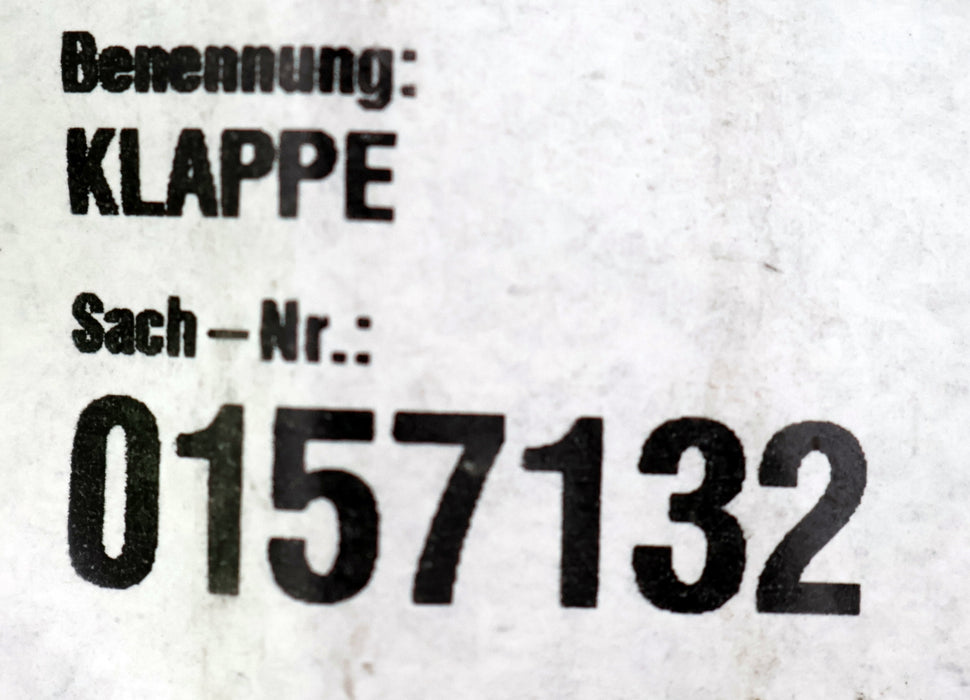 Benennung:
KLAPPE
Sach-Nr.:
0157132